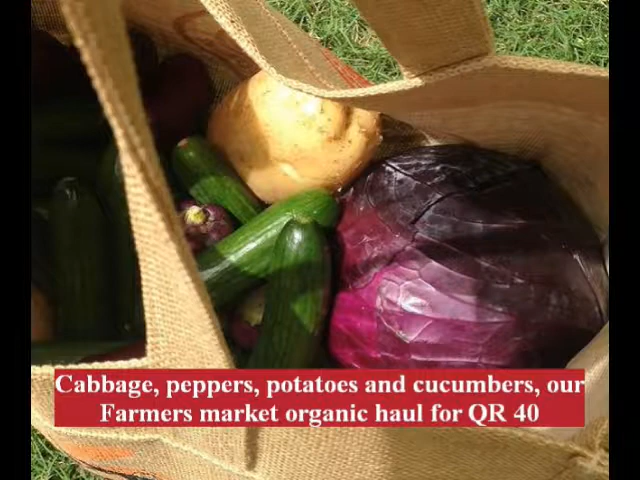 Cabbage, peppers, potatoes and cucumbers, our
Farmers market organic haul for QR 40